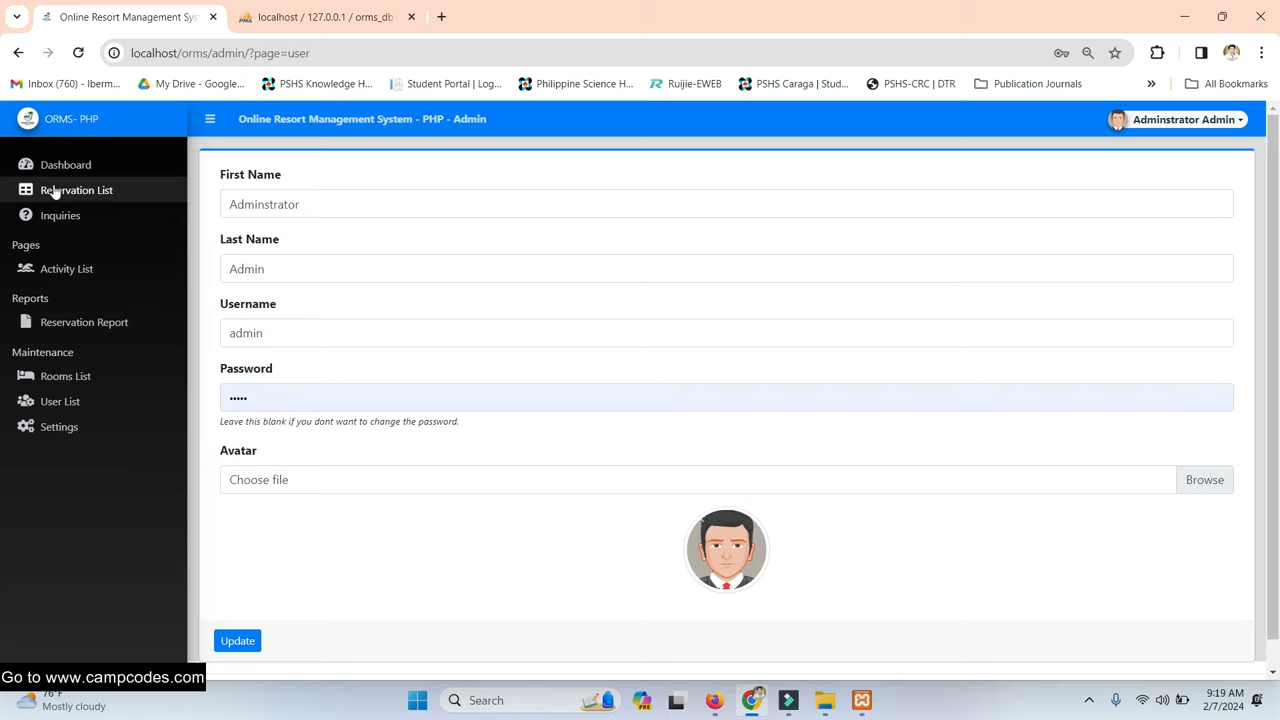 Online Resort Management Sys
localhost / 127.0.0.1 / orms_db
localhost/orms/admin/?page=user
Inbox (760) - lberm...
My Drive - Google...
PSHS Knowledge H...
Student Portal | Log...
Philippine Science H...
Ruijie-EWEB
PSHS Caraga | Stud...
PSHS-CRC | DTR
Publication Journals
All Bookmarks
ORMS- PHP
Online Resort Management System - PHP - Admin
Adminstrator Admin
Dashboard
Reservation List
Inquiries
Pages
Activity List
Reports
Reservation Report
Maintenance
Rooms List
User List
Settings
First Name
Adminstrator
Last Name
Admin
Username
admin
Password
•••••
Leave this blank if you dont want to change the password.
Avatar
Choose file
Browse
Update
Go to www.campcodes.com
76°F
Mostly cloudy
Search
PRE
9:19 AM
2/7/2024